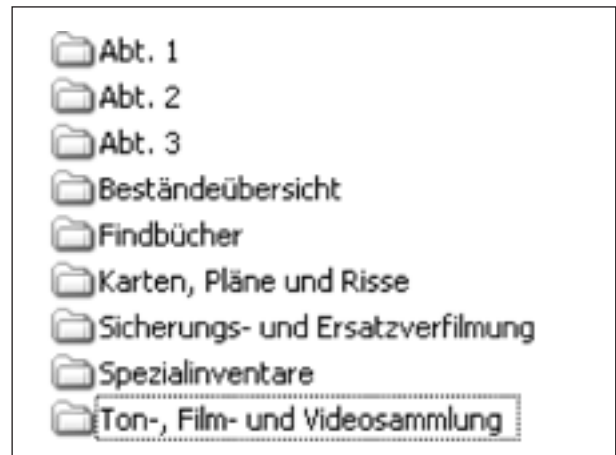 Abt. 1
Abt. 2
Abt. 3
Beständeübersicht
Findbücher
Karten, Pläne und Risse
Sicherungs- und Ersatzverfilmung
Spezialinventare
Ton-, Film- und Videosammlung